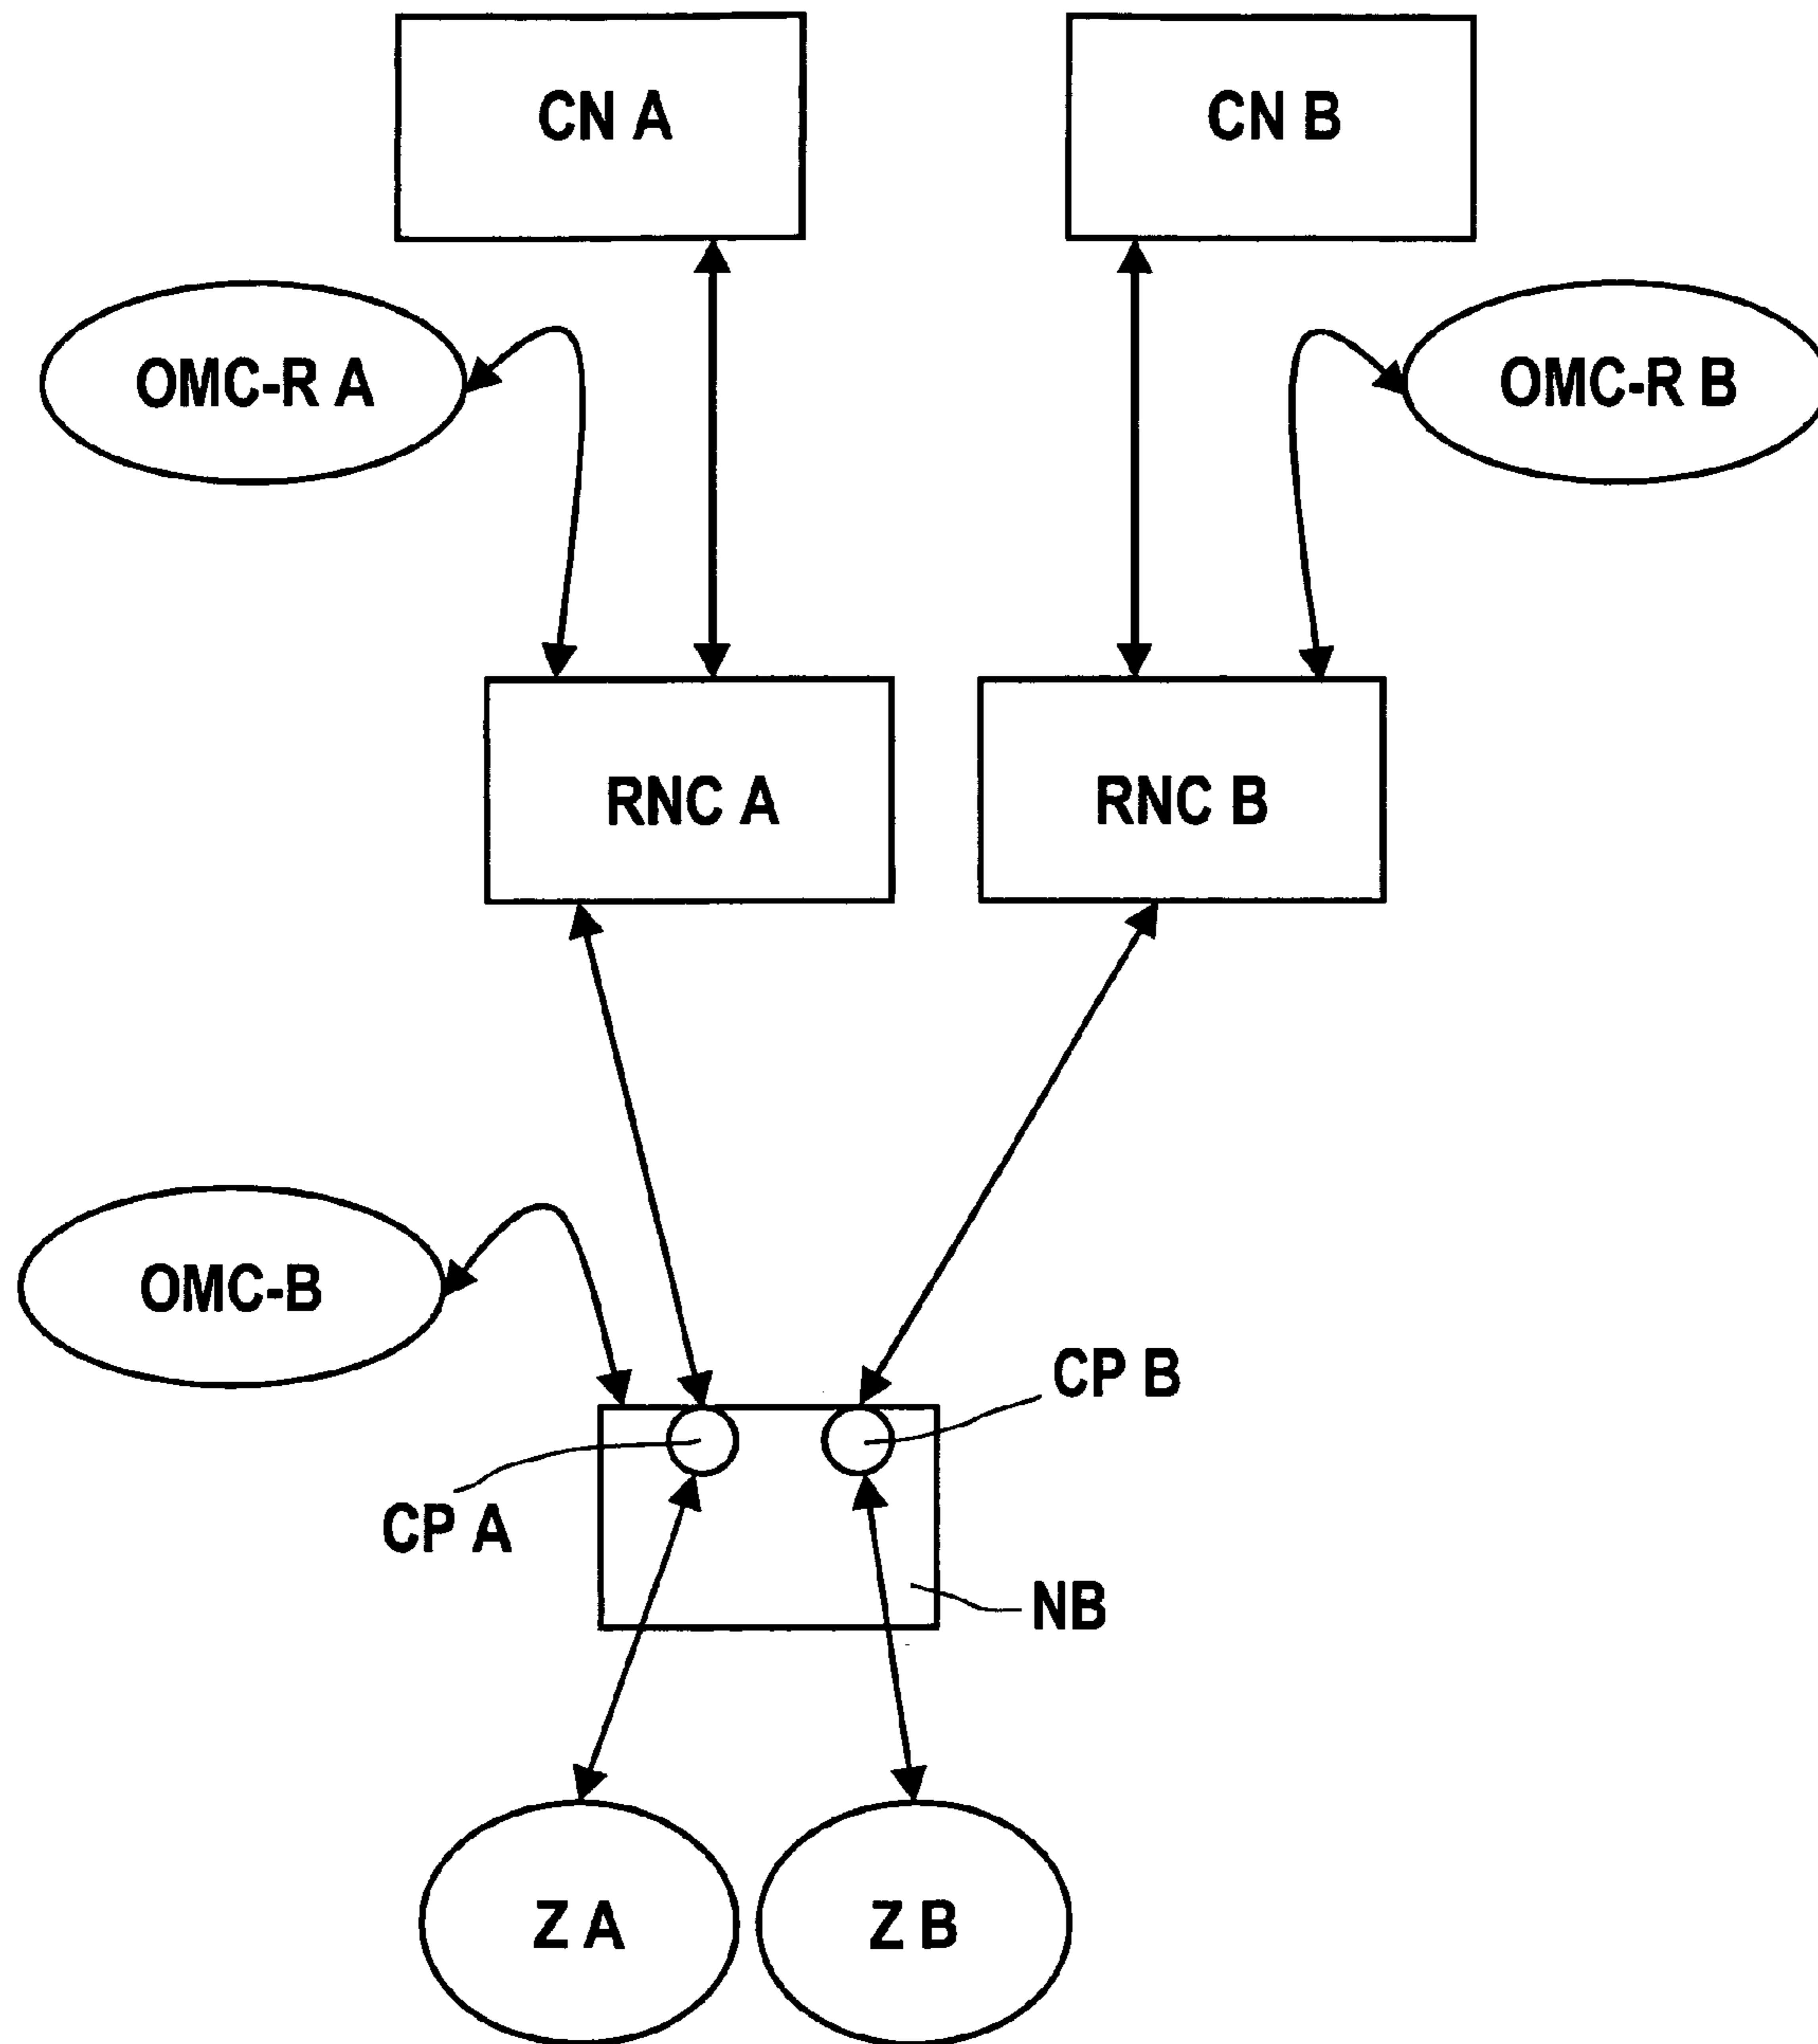 CN A
CN B
OMC-R A
OMC-R B
RNC A
RNC B
OMC-B
CP B
CP A
NB
Z A
Z B